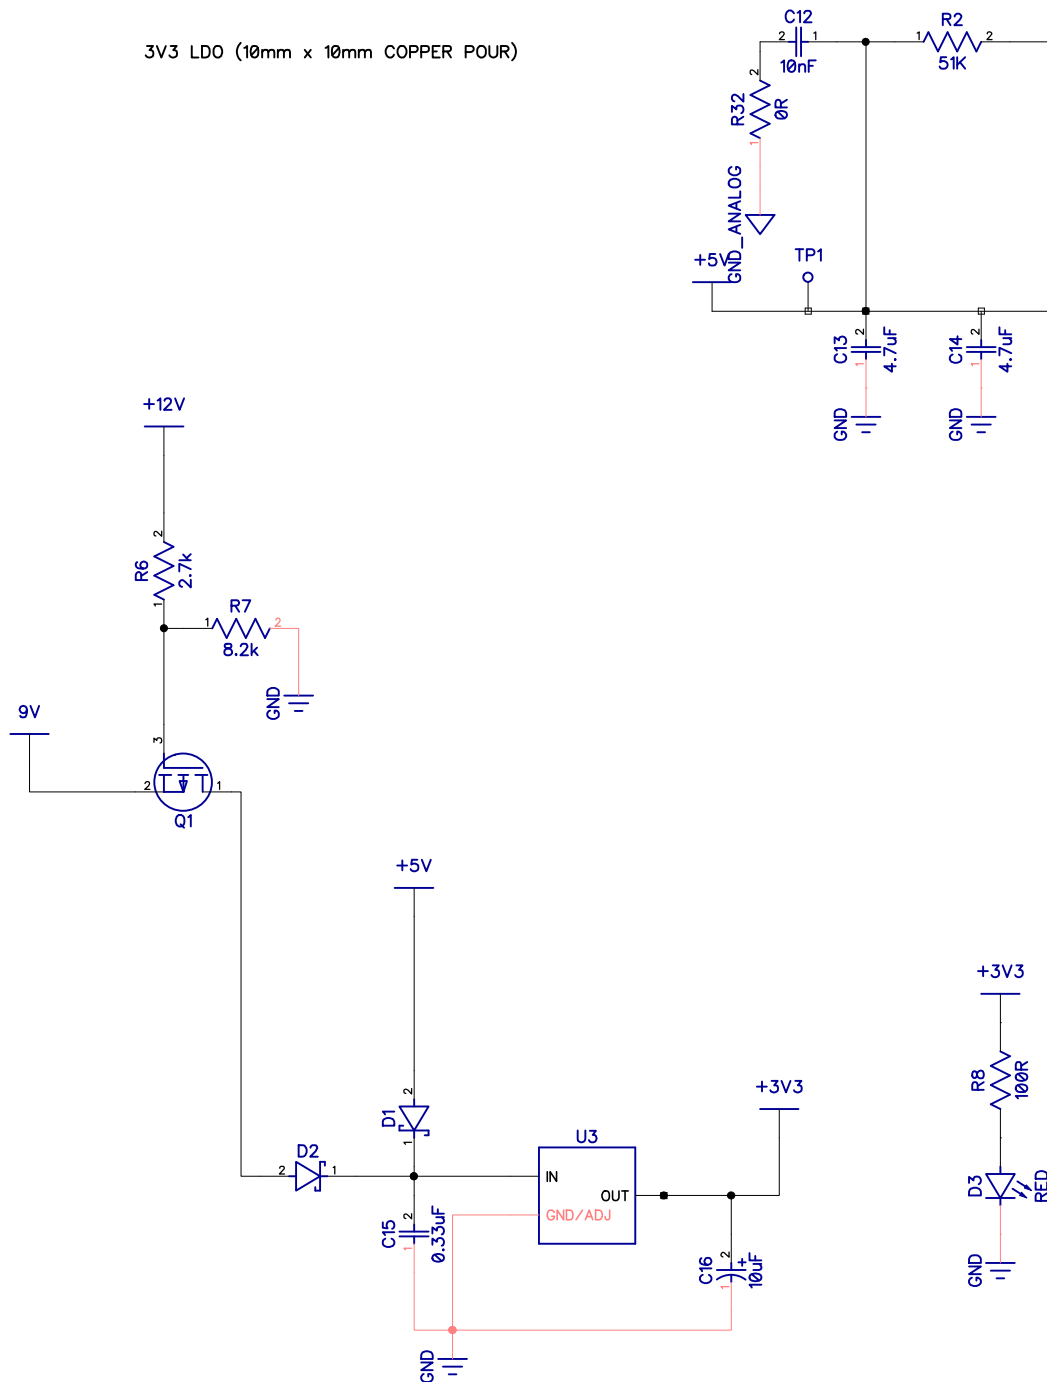 3V3 LDO (10mm x 10mm COPPER POUR)
C12
2
1
10nF
R2
1
2
51K
2
R32
0R
1
GND_ANALOG
+5V
TP1
2
C13
4.7uF
1
GND
2
C14
4.7uF
1
GND
+12V
2
R6
2.7k
1
R7
1
2
8.2k
GND
9V
3
2
1
Q1
+5V
2
D1
1
D2
2
1
U3
IN
OUT
GND/ADJ
2
C15
0.33uF
1
GND
+3V3
2
C16
+
10uF
1
+3V3
R8
100R
D3
RED
GND